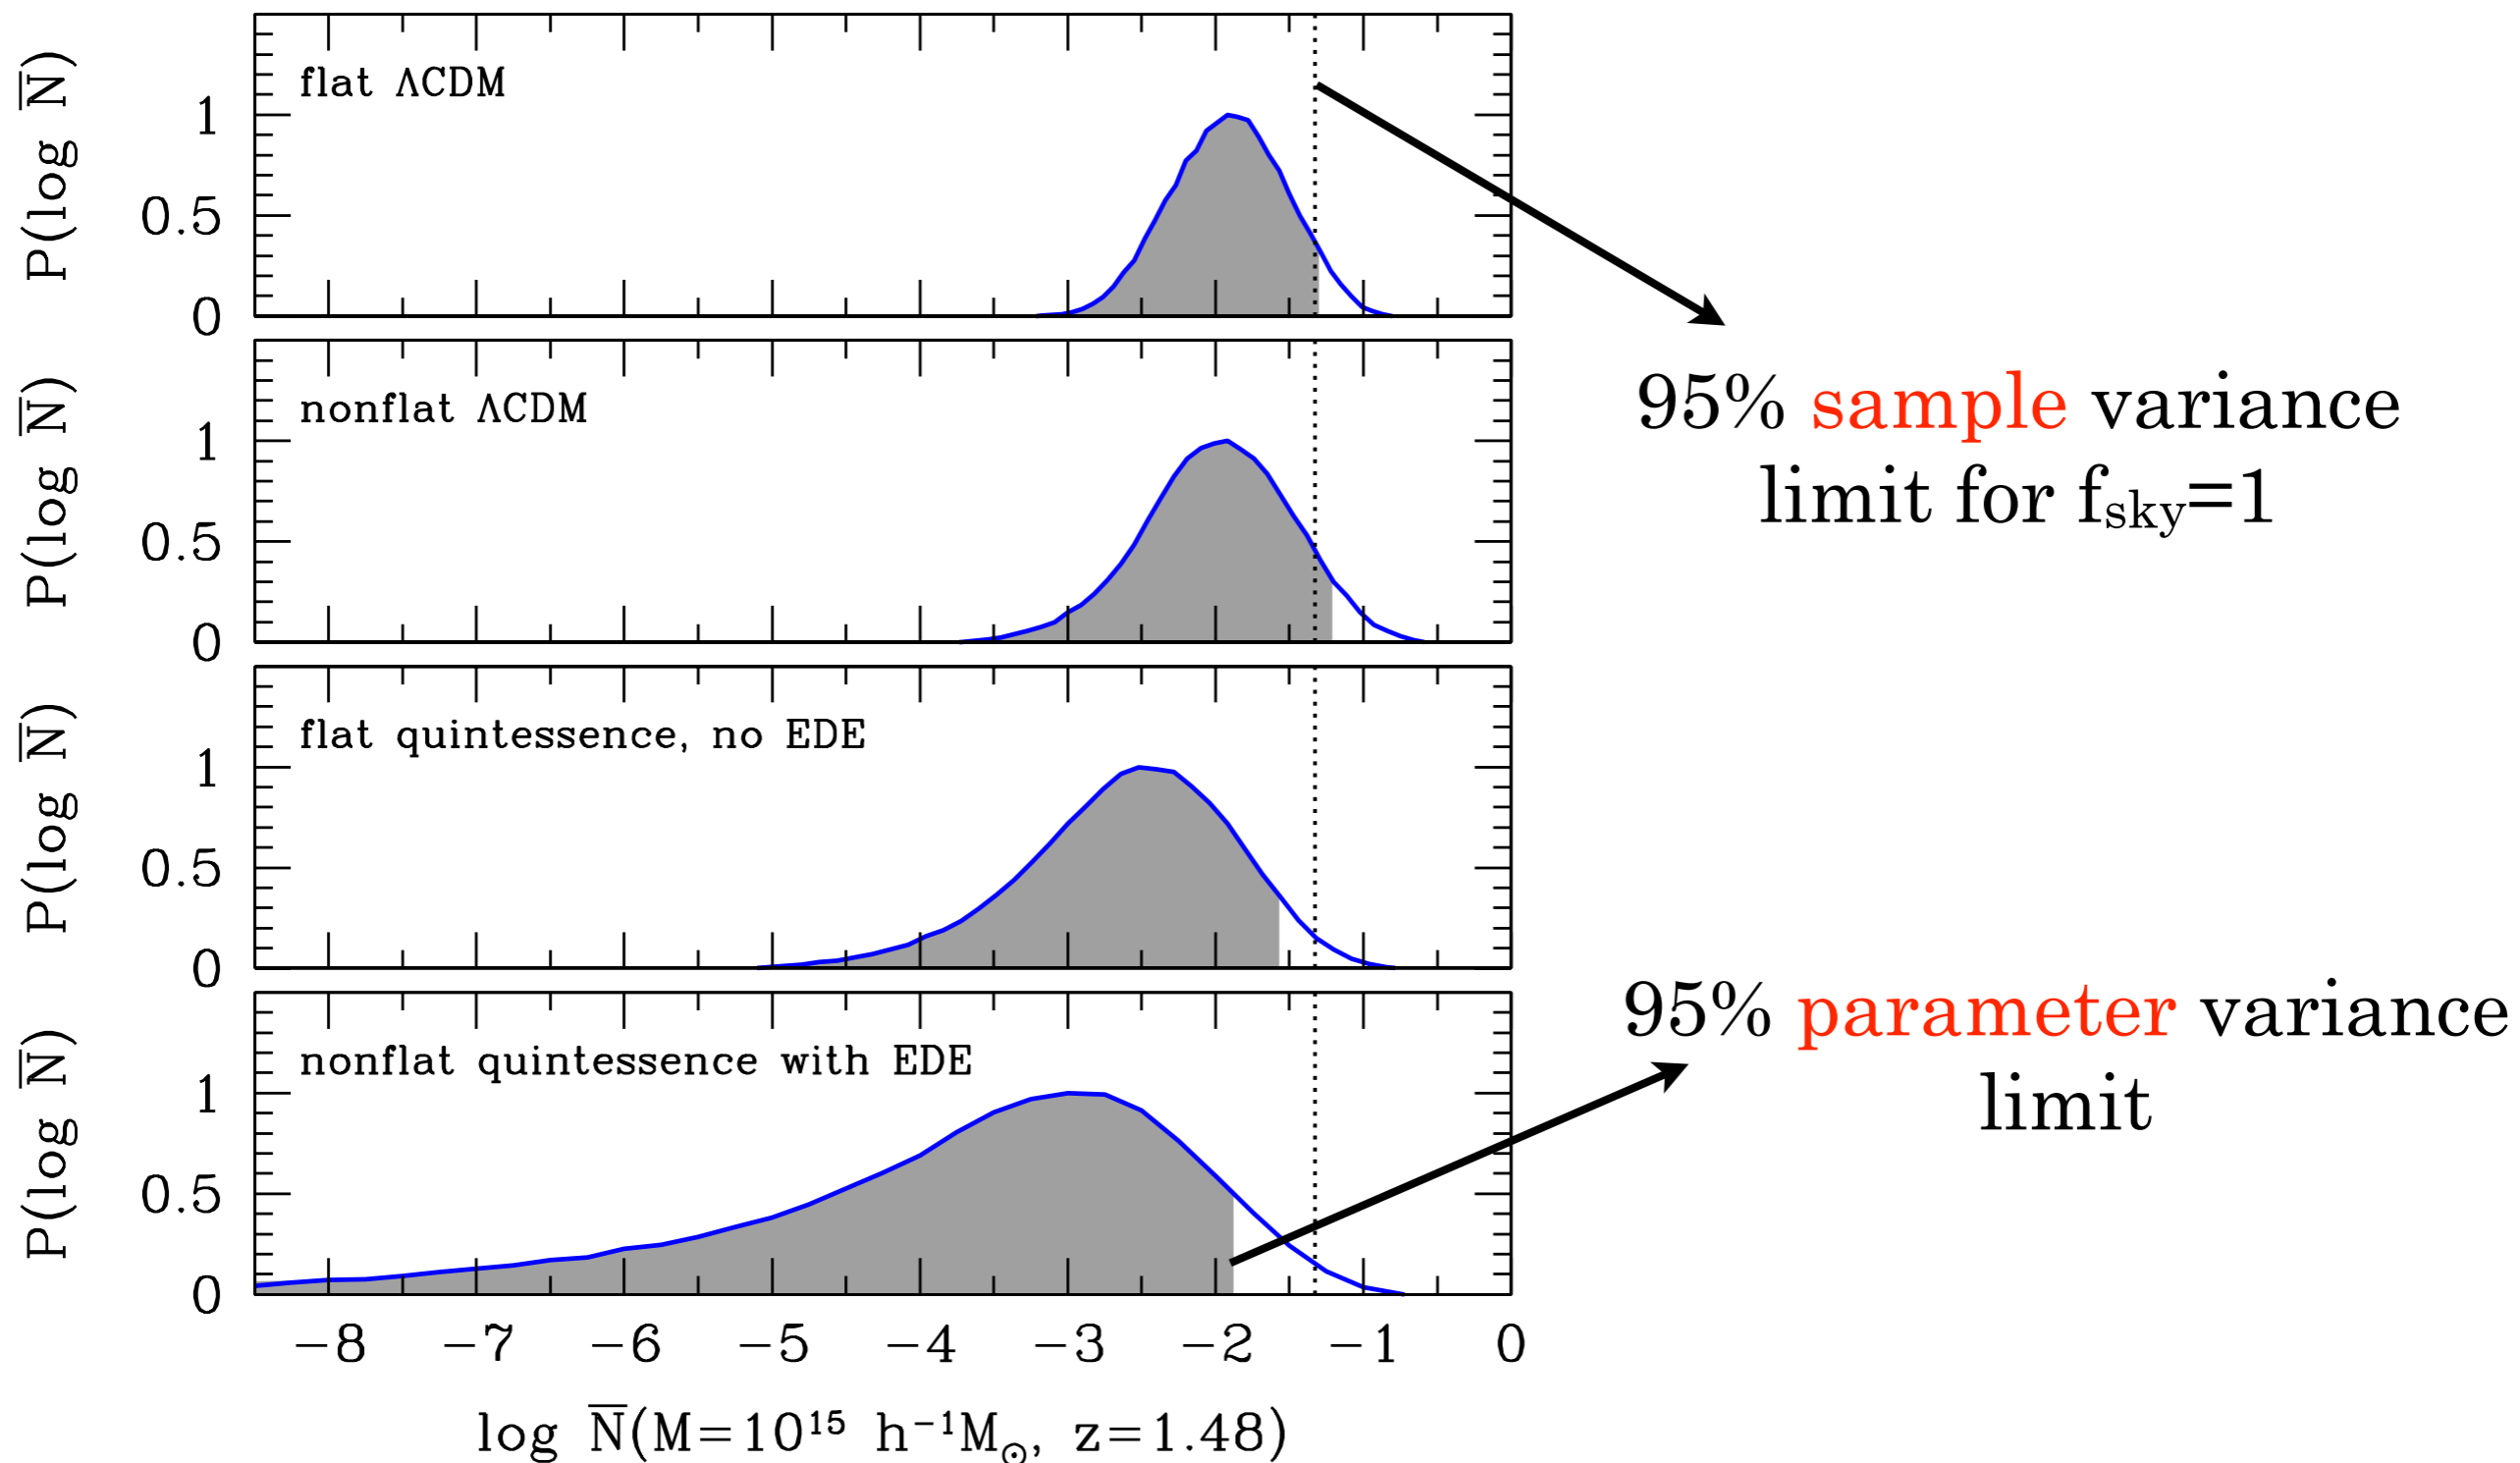 P(log N̅)
1
0.5
0
flat ΛCDM
P(log N̅)
1
0.5
0
nonflat ΛCDM
P(log N̅)
1
0.5
0
flat quintessence, no EDE
P(log N̅)
1
0.5
0
nonflat quintessence with EDE
−8 −7 −6 −5 −4 −3 −2 −1 0
log N̅(M=10¹⁵ h⁻¹M☉, z=1.48)
95% sample variance
limit for fsky=1
95% parameter variance
limit